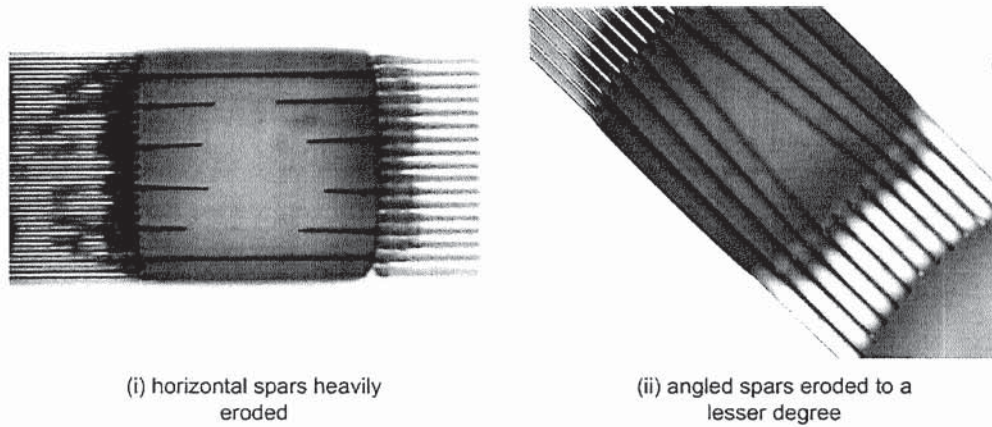 (i) horizontal spars heavily
eroded
(ii) angled spars eroded to a
lesser degree